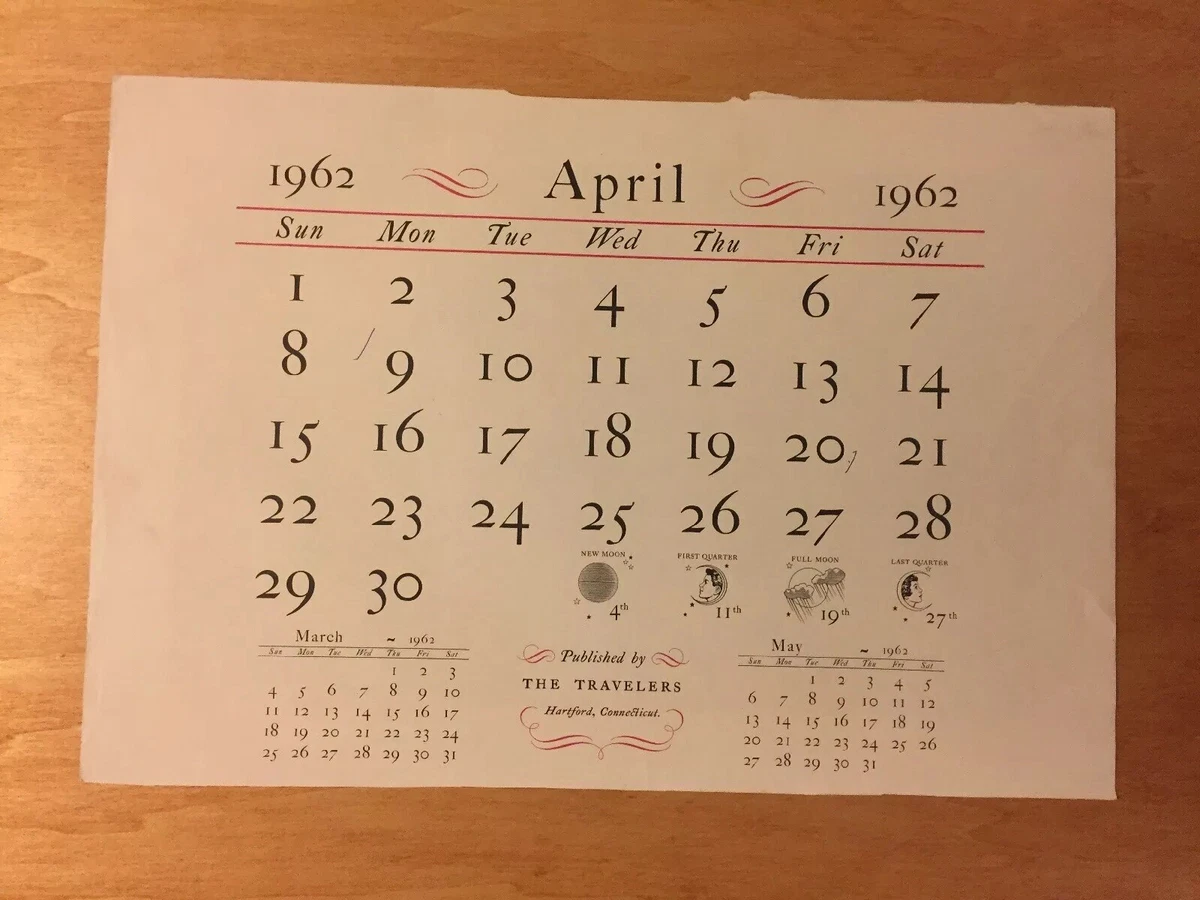 1962 April 1962
Sun Mon Tue Wed Thu Fri Sat
1 2 3 4 5 6 7
8 9 10 11 12 13 14
15 16 17 18 19 20 21
22 23 24 25 26 27 28
29 30
NEW MOON 4th
FIRST QUARTER 11th
FULL MOON 19th
LAST QUARTER 27th
March ~ 1962
Sun Mon Tue Wed Thu Fri Sat
1 2 3
4 5 6 7 8 9 10
11 12 13 14 15 16 17
18 19 20 21 22 23 24
25 26 27 28 29 30 31
Published by
THE TRAVELERS
Hartford, Connecticut.
May ~ 1962
Sun Mon Tue Wed Thu Fri Sat
1 2 3 4 5
6 7 8 9 10 11 12
13 14 15 16 17 18 19
20 21 22 23 24 25 26
27 28 29 30 31